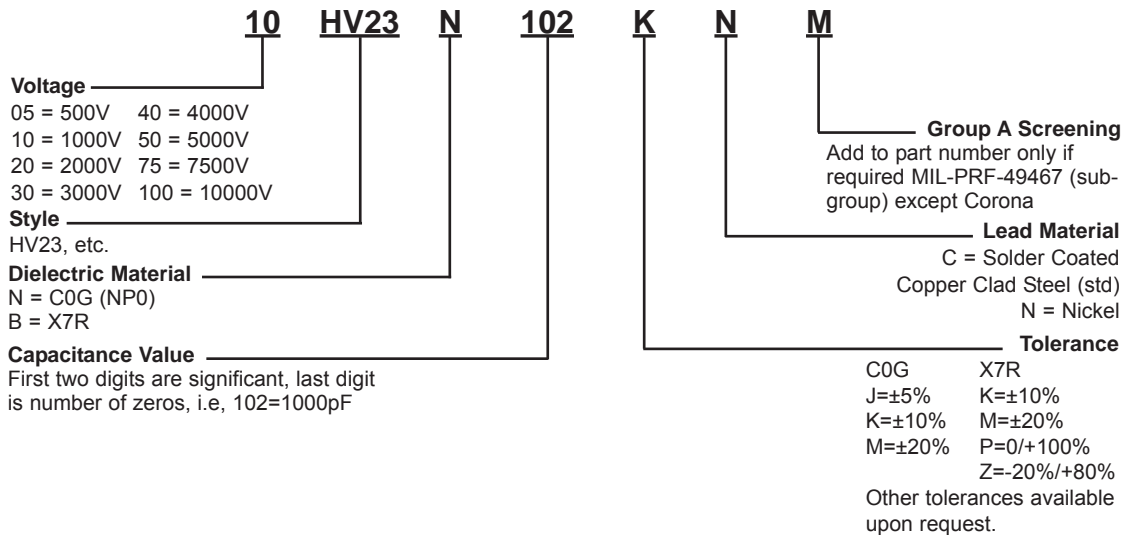 10 HV23 N 102 K N M
Voltage
05 = 500V 40 = 4000V
10 = 1000V 50 = 5000V
20 = 2000V 75 = 7500V
30 = 3000V 100 = 10000V
Style
HV23, etc.
Dielectric Material
N = C0G (NP0)
B = X7R
Capacitance Value
First two digits are significant, last digit
is number of zeros, i.e, 102=1000pF
Group A Screening
Add to part number only if
required MIL-PRF-49467 (sub-
group) except Corona
Lead Material
C = Solder Coated
Copper Clad Steel (std)
N = Nickel
Tolerance
C0G X7R
J=±5% K=±10%
K=±10% M=±20%
M=±20% P=0/+100%
Z=-20%/+80%
Other tolerances available
upon request.